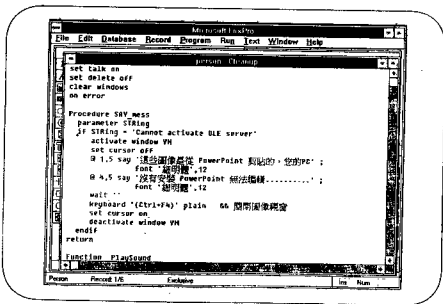 Microsoft FoxPro
File Edit Database Record Program Run Text Window Help
person Cleanup
set talk on
set delete off
clear windows
on error
Procedure SAY_mess
parameter STRing
if STRing = 'Cannot activate OLE server'
activate window YH
set cursor off
@ 1,5 say '這些圖像是從 PowerPoint 剪貼的，您的PC' ;
font '細明體',12
@ 4,5 say '沒有安裝 PowerPoint 無法編輯----------' ;
font '細明體',12
wait ''
keyboard '{Ctrl+F4}' plain && 關閉圖像視窗
set cursor on
deactivate window YH
endif
return
Function PlaySound
Person Record: 1/6 Exclusive Ins Num